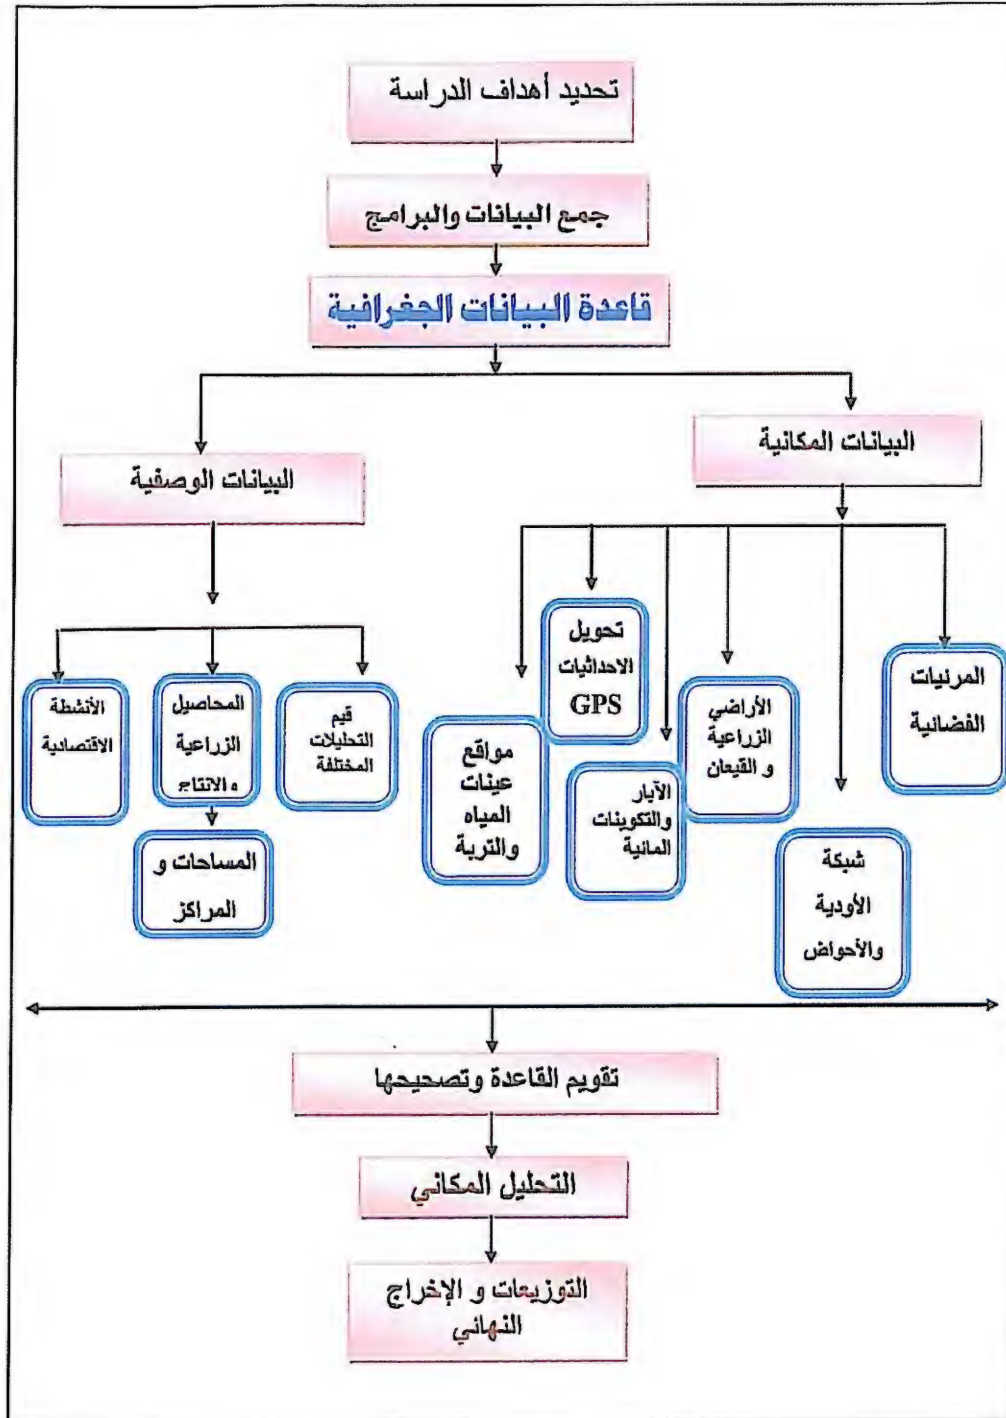 تحديد أهداف الدراسة
جمع البيانات والبرامج
قاعدة البيانات الجغرافية
البيانات المكانية
البيانات الوصفية
المرئيات
الفضائية
شبكة
الأودية
والأحواض
الأراضي
الزراعية
و القيعان
الآبار
والتكوينات
المائية
تحويل
الاحداثيات
GPS
مواقع
عينات
المياه
والتربة
قيم
التحليلات
المختلفة
المحاصيل
الزراعية
والانتاج
المساحات و
المراكز
الأنشطة
الاقتصادية
تقويم القاعدة وتصحيحها
التحليل المكاني
التوزيعات و الإخراج
النهائي